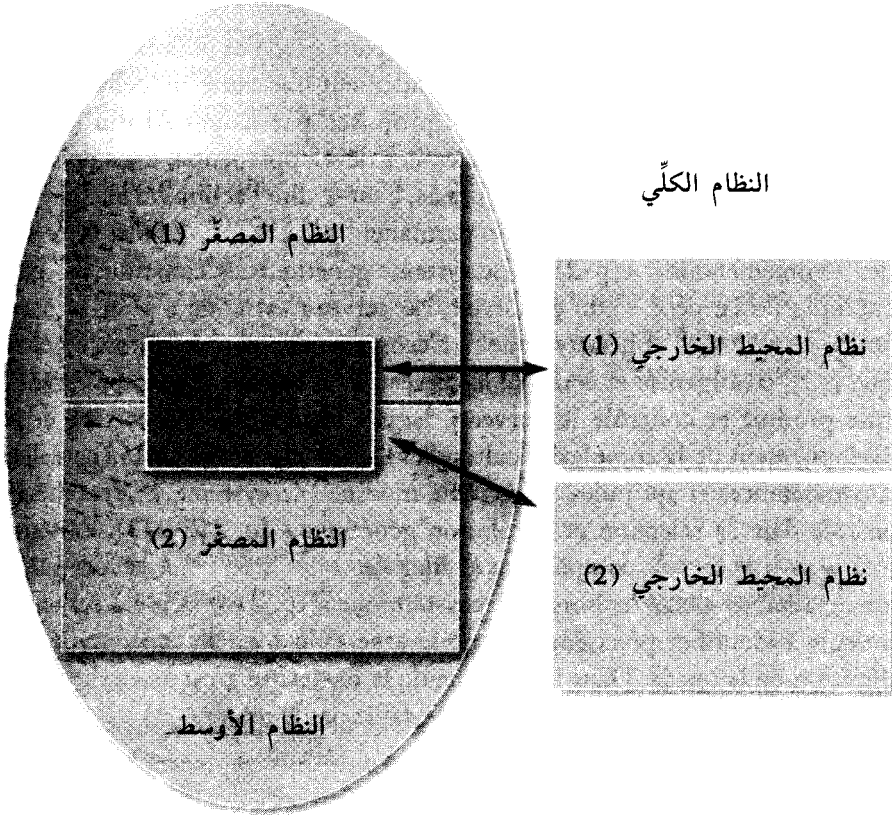 النظام الكلِّي
النظام المصغّر (1)
نظام المحيط الخارجي (1)
النظام المصغّر (2)
نظام المحيط الخارجي (2)
النظام الأوسط